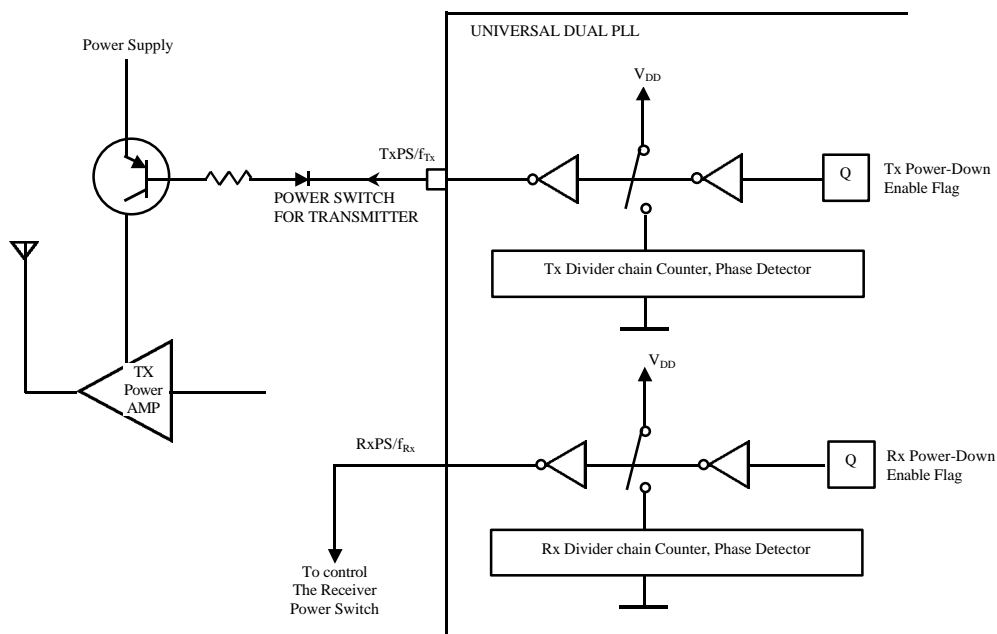 UNIVERSAL DUAL PLL
Power Supply
V_DD
TxPS/f_Tx
Q
Tx Power-Down
Enable Flag
POWER SWITCH
FOR TRANSMITTER
Tx Divider chain Counter, Phase Detector
TX
Power
AMP
V_DD
RxPS/f_Rx
Q
Rx Power-Down
Enable Flag
Rx Divider chain Counter, Phase Detector
To control
The Receiver
Power Switch